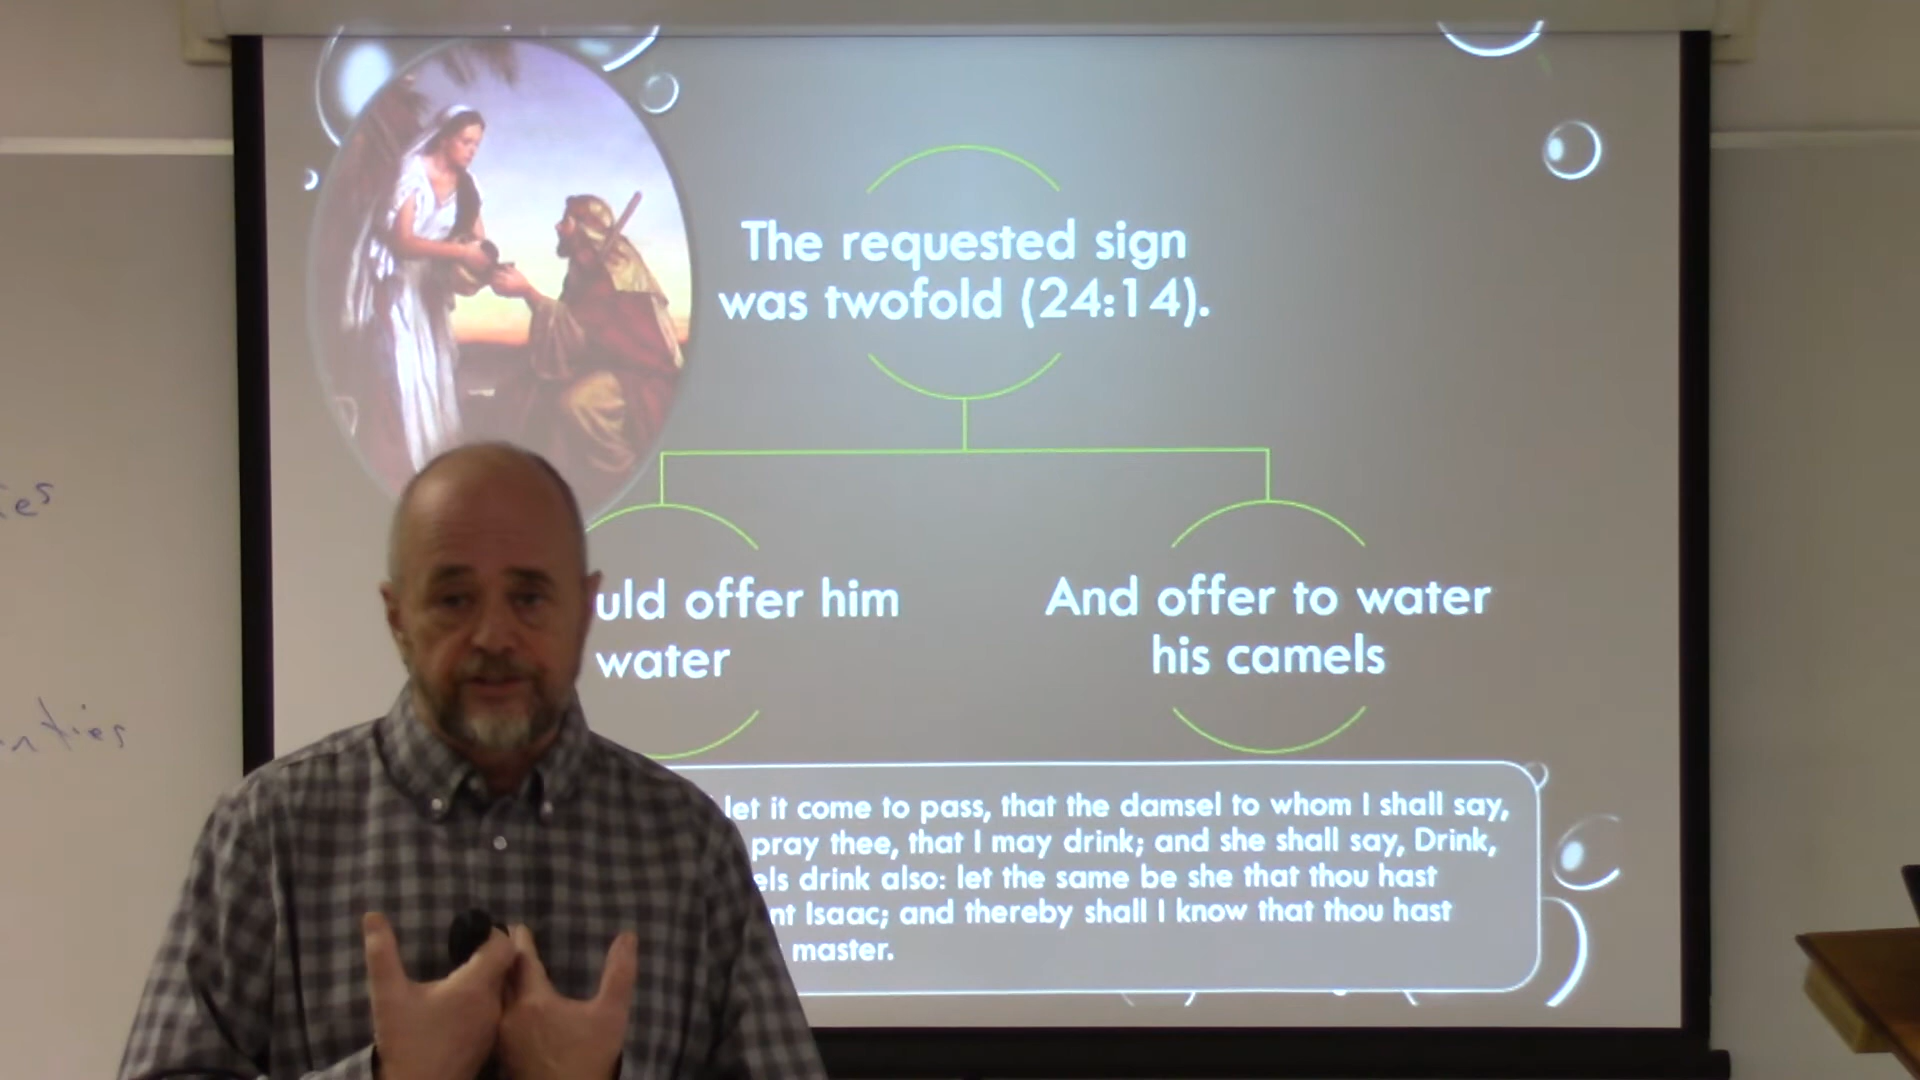 The requested sign
was twofold (24:14).
uld offer him
water
And offer to water
his camels
let it come to pass, that the damsel to whom I shall say,
pray thee, that I may drink; and she shall say, Drink,
els drink also: let the same be she that thou hast
nt Isaac; and thereby shall I know that thou hast
master.
ies
nties